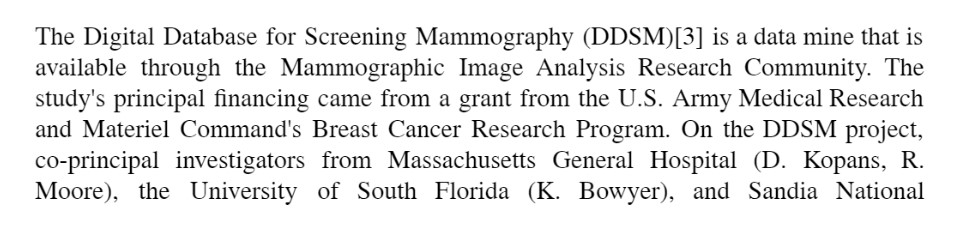 The Digital Database for Screening Mammography (DDSM)[3] is a data mine that is
available through the Mammographic Image Analysis Research Community. The
study's principal financing came from a grant from the U.S. Army Medical Research
and Materiel Command's Breast Cancer Research Program. On the DDSM project,
co-principal investigators from Massachusetts General Hospital (D. Kopans, R.
Moore), the University of South Florida (K. Bowyer), and Sandia National